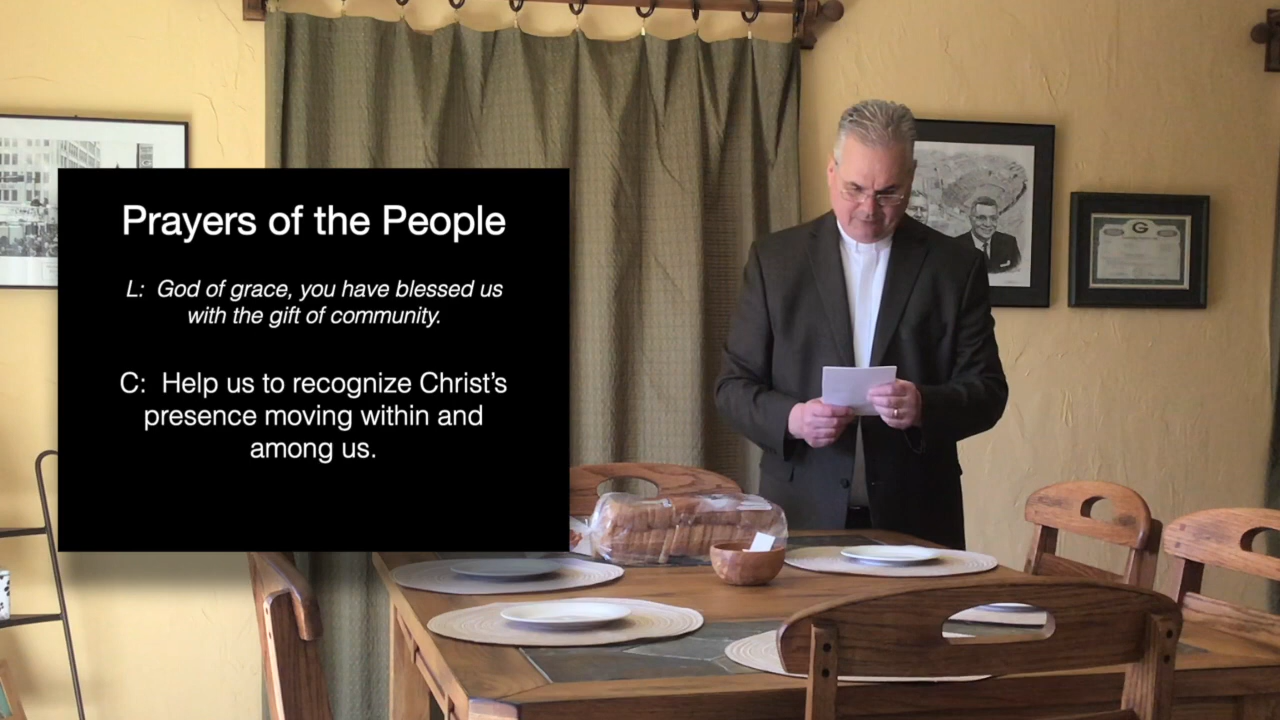 Prayers of the People
L: God of grace, you have blessed us
with the gift of community.
C: Help us to recognize Christ's
presence moving within and
among us.
G